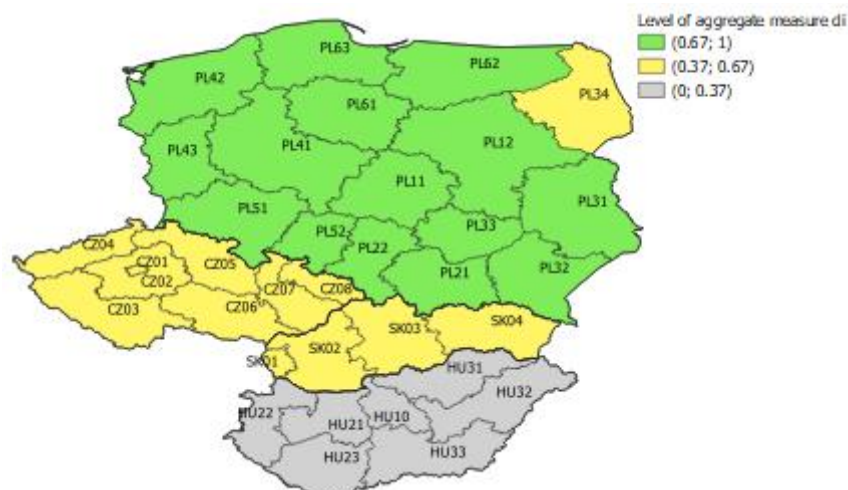 Level of aggregate measure di
(0.67; 1)
(0.37; 0.67)
(0; 0.37)
PL63
PL62
PL42
PL34
PL61
PL43
PL41
PL12
PL11
PL31
PL51
PL52
PL33
PL22
PL21
PL32
CZ04
CZ01
CZ05
CZ02
CZ07
CZ08
CZ03
CZ06
SK03
SK04
SK01
SK02
HU31
HU32
HU22
HU21
HU10
HU23
HU33